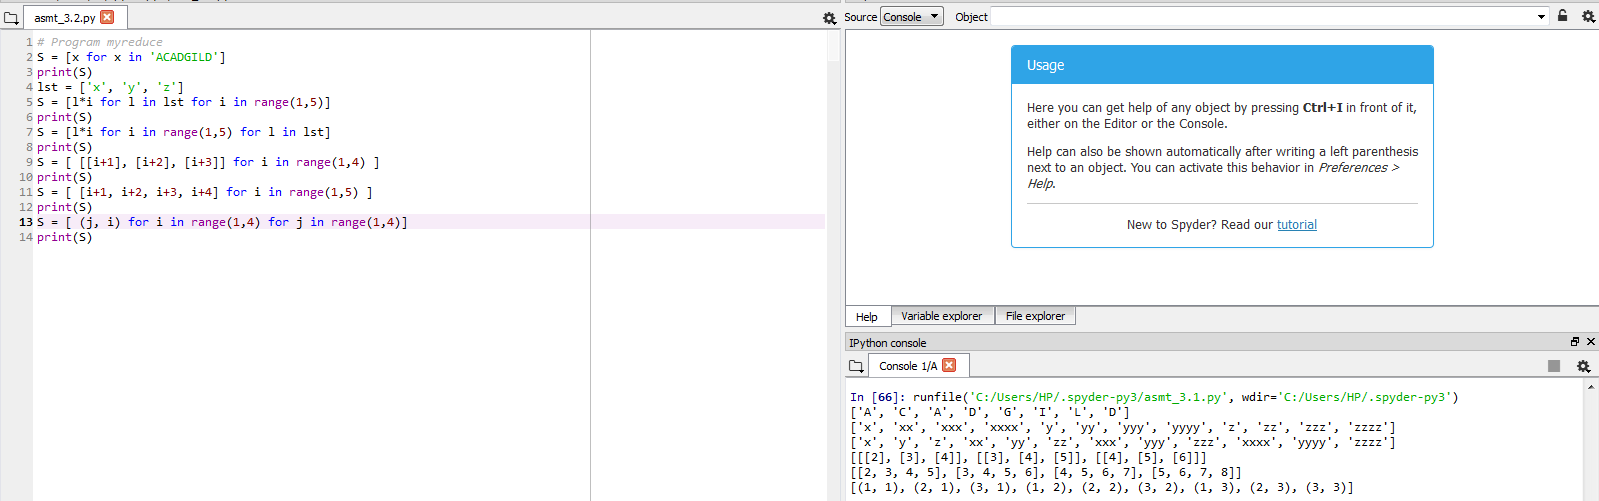 asmt_3.2.py
1 # Program myreduce
2 S = [x for x in 'ACADGILD']
3 print(S)
4 lst = ['x', 'y', 'z']
5 S = [l*i for l in lst for i in range(1,5)]
6 print(S)
7 S = [l*i for i in range(1,5) for l in lst]
8 print(S)
9 S = [ [[i+1], [i+2], [i+3]] for i in range(1,4) ]
10 print(S)
11 S = [ [i+1, i+2, i+3, i+4] for i in range(1,5) ]
12 print(S)
13 S = [ (j, i) for i in range(1,4) for j in range(1,4)]
14 print(S)
Source Console Object
Usage
Here you can get help of any object by pressing Ctrl+I in front of it,
either on the Editor or the Console.
Help can also be shown automatically after writing a left parenthesis
next to an object. You can activate this behavior in Preferences >
Help.
New to Spyder? Read our tutorial
Help Variable explorer File explorer
IPython console
Console 1/A
In [66]: runfile('C:/Users/HP/.spyder-py3/asmt_3.1.py', wdir='C:/Users/HP/.spyder-py3')
['A', 'C', 'A', 'D', 'G', 'I', 'L', 'D']
['x', 'xx', 'xxx', 'xxxx', 'y', 'yy', 'yyy', 'yyyy', 'z', 'zz', 'zzz', 'zzzz']
['x', 'y', 'z', 'xx', 'yy', 'zz', 'xxx', 'yyy', 'zzz', 'xxxx', 'yyyy', 'zzzz']
[[[2], [3], [4]], [[3], [4], [5]], [[4], [5], [6]]]
[[2, 3, 4, 5], [3, 4, 5, 6], [4, 5, 6, 7], [5, 6, 7, 8]]
[(1, 1), (2, 1), (3, 1), (1, 2), (2, 2), (3, 2), (1, 3), (2, 3), (3, 3)]